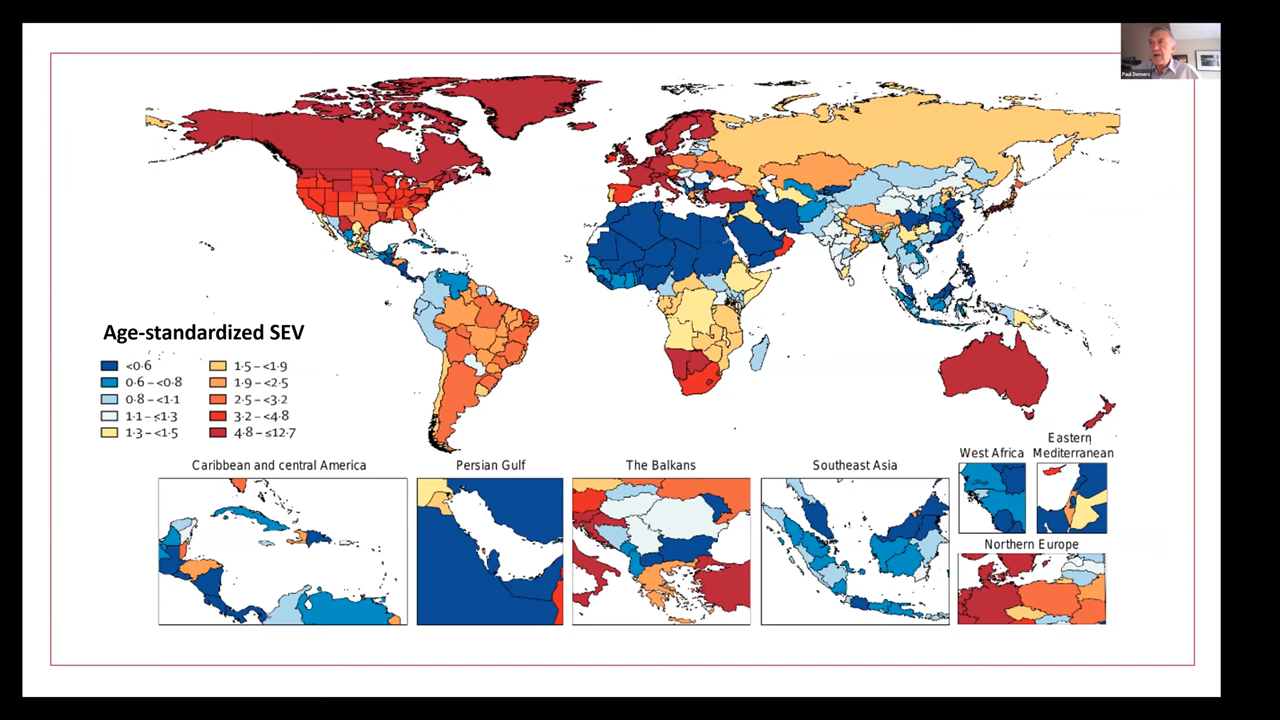 Paul Demers
Age-standardized SEV
<0·6
0·6–<0·8
0·8–<1·1
1·1–<1·3
1·3–<1·5
1·5–<1·9
1·9–<2·5
2·5–<3·2
3·2–<4·8
4·8–≤12·7
Caribbean and central America
Persian Gulf
The Balkans
Southeast Asia
West Africa
Eastern
Mediterranean
Northern Europe